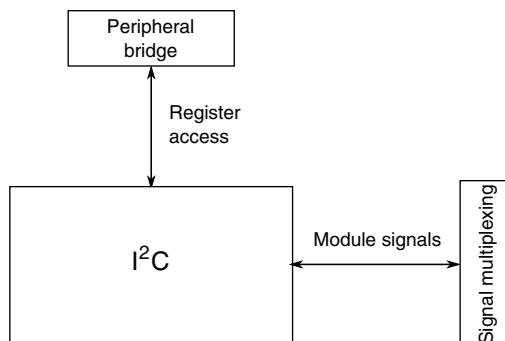 Peripheral
bridge
Register
access
I²C
Module signals
Signal multiplexing